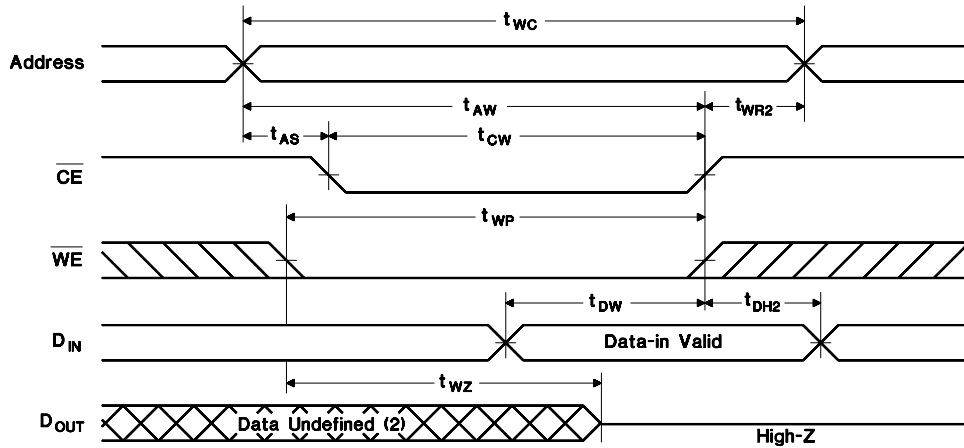 tWC
Address
tAW
tWR2
tAS
tCW
CE
tWP
WE
tDW
tDH2
DIN
Data-in Valid
tWZ
DOUT
Data Undefined (2)
High-Z